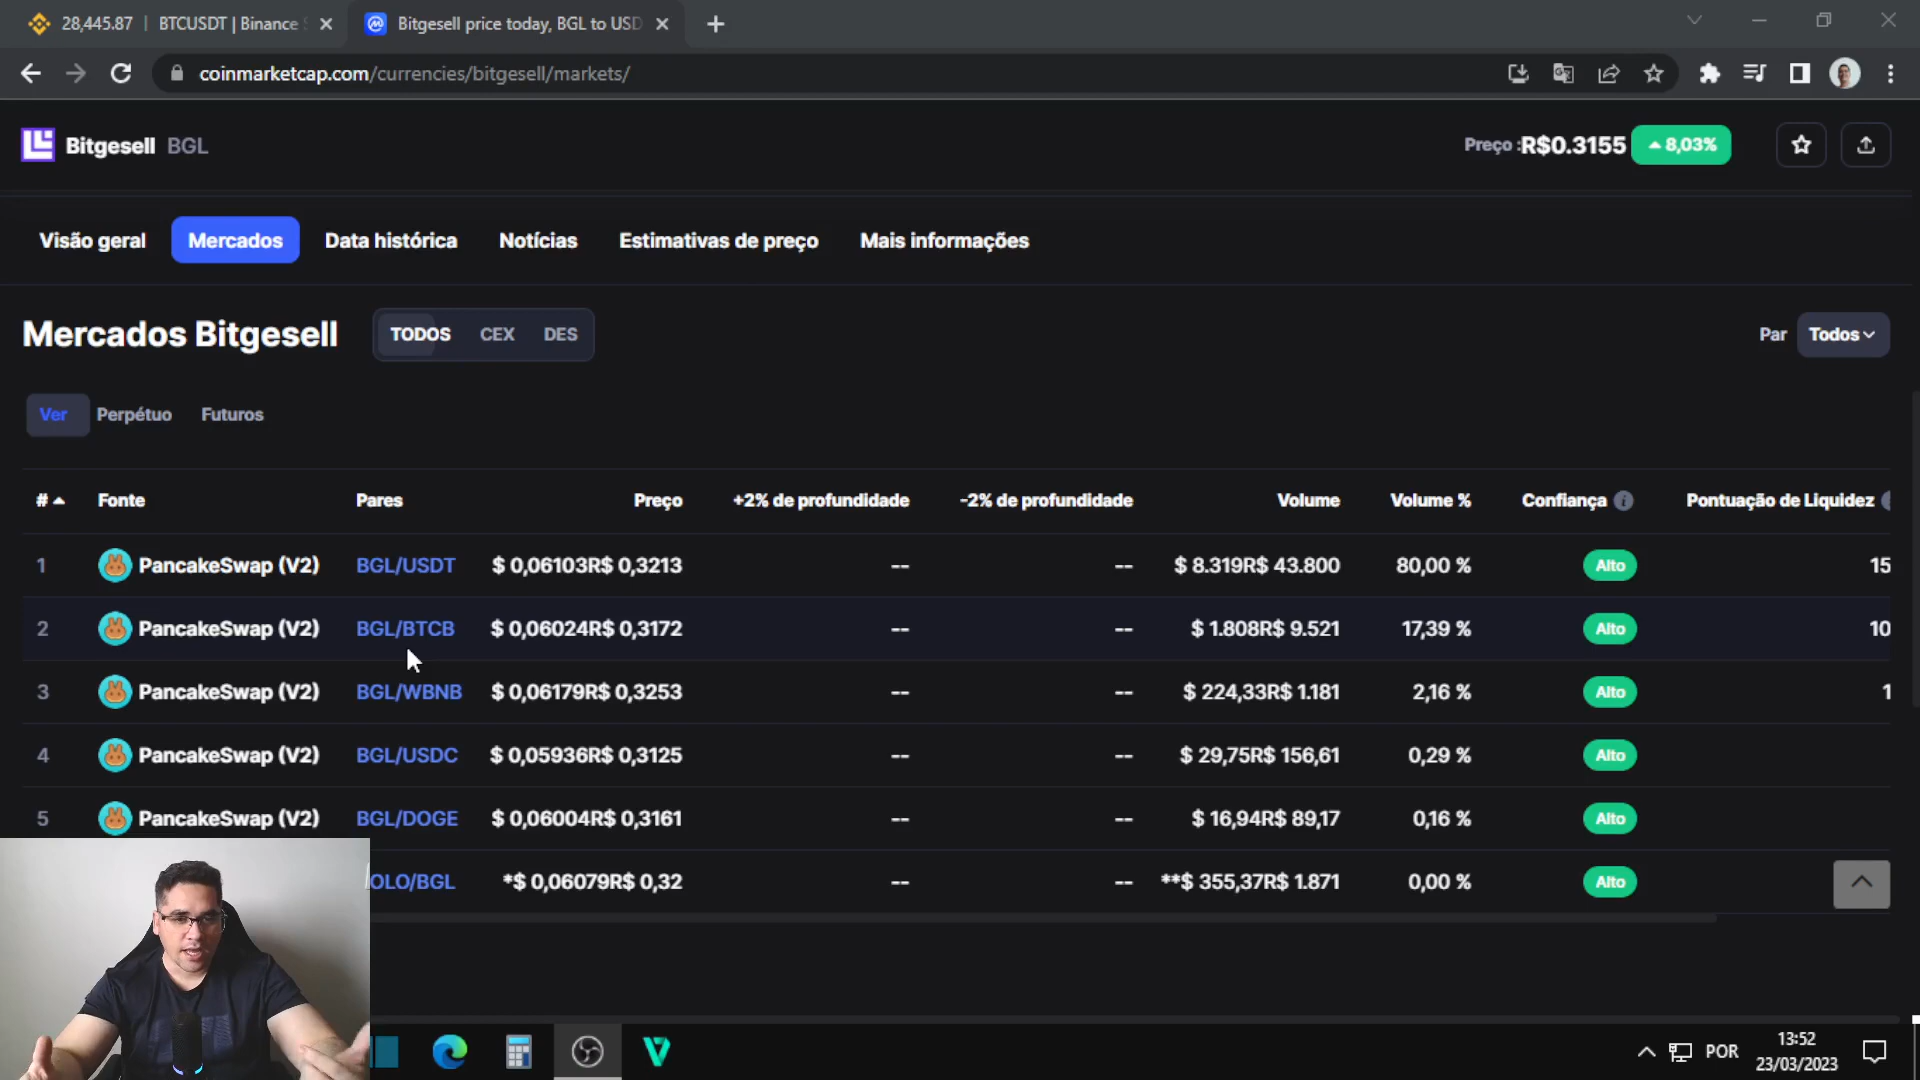 28,445.87 | BTCUSDT | Binance
Bitgesell price today, BGL to USD
coinmarketcap.com/currencies/bitgesell/markets/
Bitgesell BGL
Preço :R$0.3155 8,03%
Visão geral Mercados Data histórica Notícias Estimativas de preço Mais informações
Mercados Bitgesell TODOS CEX DES Par Todos
Ver Perpétuo Futuros
# Fonte Pares Preço +2% de profundidade -2% de profundidade Volume Volume % Confiança Pontuação de Liquidez
1 PancakeSwap (V2) BGL/USDT $ 0,06103R$ 0,3213 -- -- $ 8.319R$ 43.800 80,00 % Alto 15
2 PancakeSwap (V2) BGL/BTCB $ 0,06024R$ 0,3172 -- -- $ 1.808R$ 9.521 17,39 % Alto 10
3 PancakeSwap (V2) BGL/WBNB $ 0,06179R$ 0,3253 -- -- $ 224,33R$ 1.181 2,16 % Alto 1
4 PancakeSwap (V2) BGL/USDC $ 0,05936R$ 0,3125 -- -- $ 29,75R$ 156,61 0,29 % Alto
5 PancakeSwap (V2) BGL/DOGE $ 0,06004R$ 0,3161 -- -- $ 16,94R$ 89,17 0,16 % Alto
OLO/BGL *$ 0,06079R$ 0,32 -- -- **$ 355,37R$ 1.871 0,00 % Alto
POR
13:52
23/03/2023